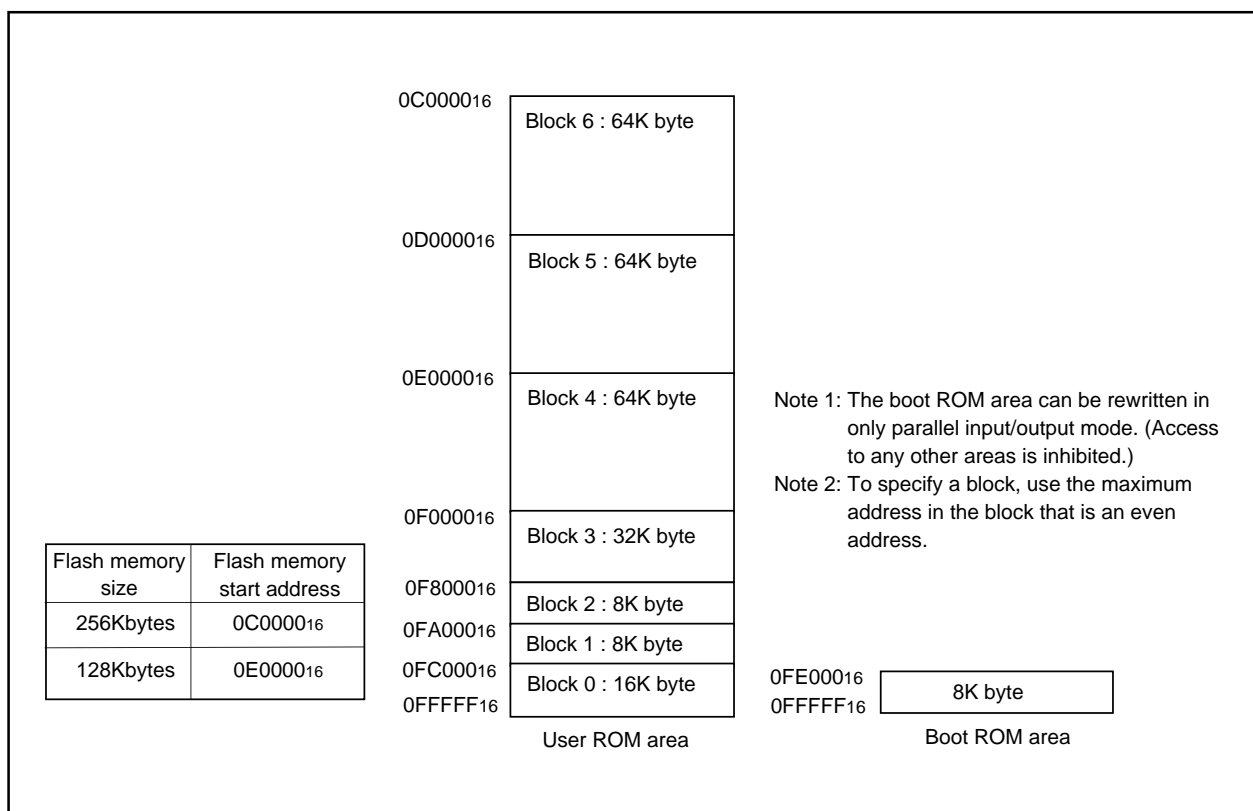 0C000016
Block 6 : 64K byte
0D000016
Block 5 : 64K byte
0E000016
Block 4 : 64K byte
0F000016
Block 3 : 32K byte
0F800016
Block 2 : 8K byte
0FA00016
Block 1 : 8K byte
0FC00016
Block 0 : 16K byte
0FFFFF16
User ROM area
Flash memory size
Flash memory start address
256Kbytes
0C000016
128Kbytes
0E000016
Note 1: The boot ROM area can be rewritten in
only parallel input/output mode. (Access
to any other areas is inhibited.)
Note 2: To specify a block, use the maximum
address in the block that is an even
address.
0FE00016
8K byte
0FFFFF16
Boot ROM area